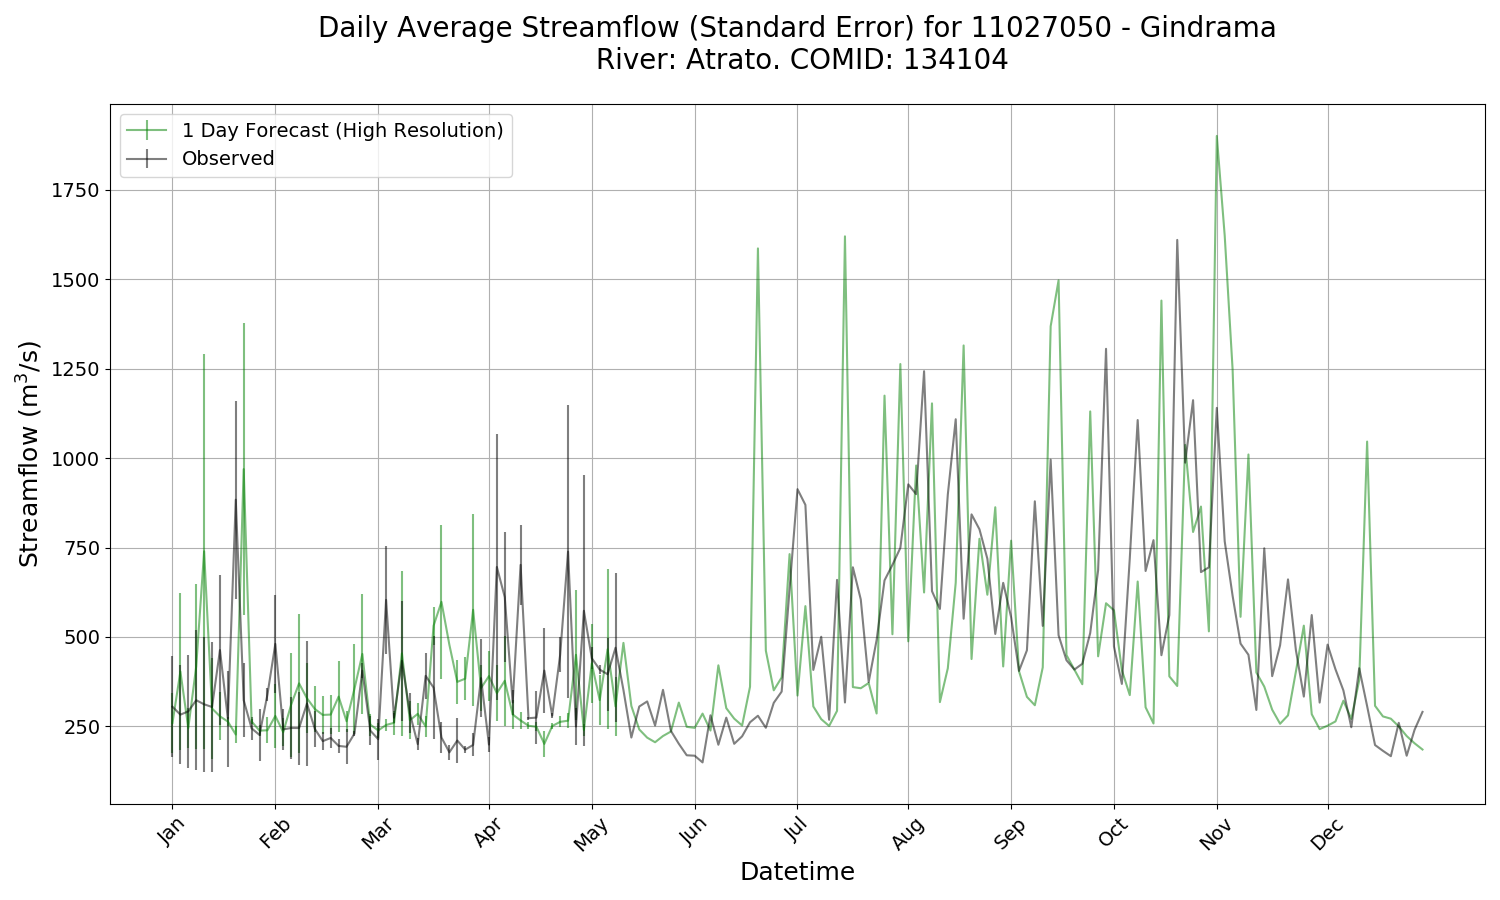 Daily Average Streamflow (Standard Error) for 11027050 - Gindrama
River: Atrato. COMID: 134104
1 Day Forecast (High Resolution)
Observed
Streamflow (m³/s)
1750
1500
1250
1000
750
500
250
Jan
Feb
Mar
Apr
May
Jun
Jul
Aug
Sep
Oct
Nov
Dec
Datetime